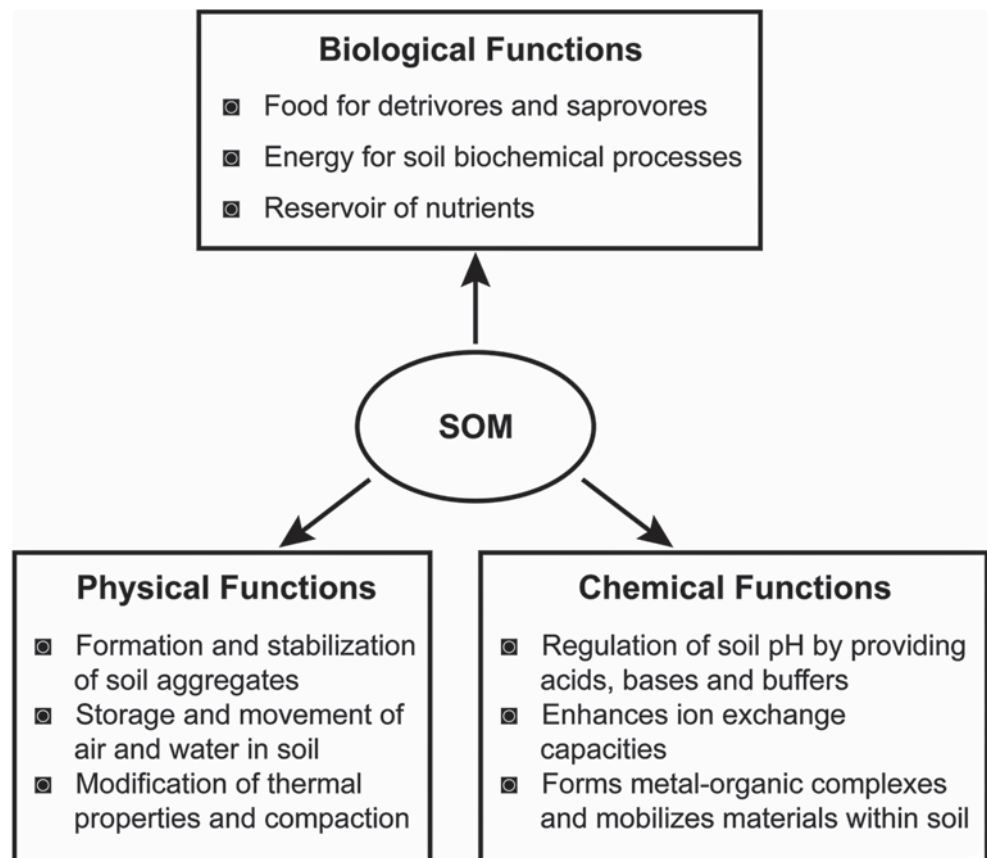 Biological Functions
◙ Food for detrivores and saprovores
◙ Energy for soil biochemical processes
◙ Reservoir of nutrients
SOM
Physical Functions
◙ Formation and stabilization
of soil aggregates
◙ Storage and movement of
air and water in soil
◙ Modification of thermal
properties and compaction
Chemical Functions
◙ Regulation of soil pH by providing
acids, bases and buffers
◙ Enhances ion exchange
capacities
◙ Forms metal-organic complexes
and mobilizes materials within soil